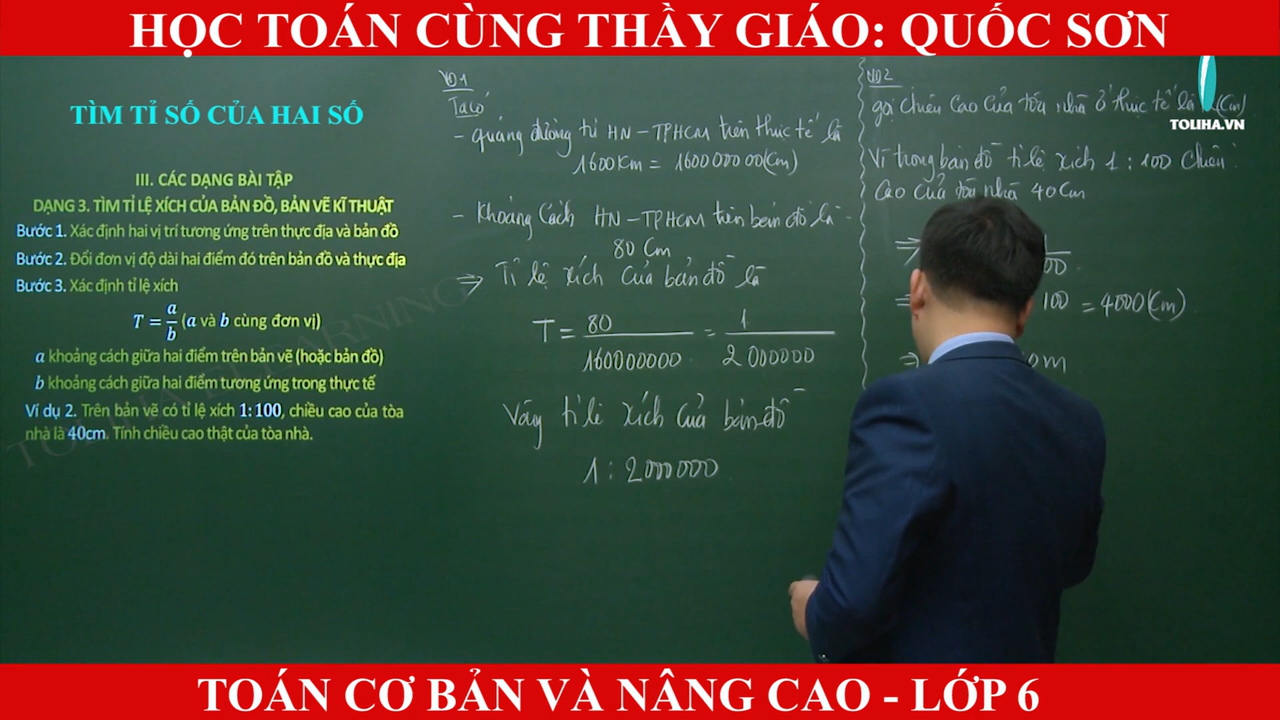 HỌC TOÁN CÙNG THẦY GIÁO: QUỐC SƠN
TOLIHA.VN
TÌM TỈ SỐ CỦA HAI SỐ
III. CÁC DẠNG BÀI TẬP
DẠNG 3. TÌM TỈ LỆ XÍCH CỦA BẢN ĐỒ, BẢN VẼ KĨ THUẬT
Bước 1. Xác định hai vị trí tương ứng trên thực địa và bản đồ
Bước 2. Đổi đơn vị độ dài hai điểm đó trên bản đồ và thực địa
Bước 3. Xác định tỉ lệ xích
T = a/b (a và b cùng đơn vị)
a khoảng cách giữa hai điểm trên bản vẽ (hoặc bản đồ)
b khoảng cách giữa hai điểm tương ứng trong thực tế
Ví dụ 2. Trên bản vẽ có tỉ lệ xích 1:100, chiều cao của tòa
nhà là 40cm. Tính chiều cao thật của tòa nhà.
VD1
Ta có
- quảng đường từ HN - TPHCM trên thực tế là
1600Km = 160000000(Cm)
- Khoảng Cách HN - TPHCM trên bản đồ là
80 Cm
=> Tỉ lệ xích Của bản đồ là
T = 80/160000000 = 1/2000000
Vậy tỉ lệ xích Của bản đồ
1 : 2000000
VD2
gọi Chiều Cao Của tòa nhà ở thực tế là (Cm)
Vì trong bản đồ tỉ lệ xích 1 : 100 Chiều
Cao của tòa nhà 40Cm
=>
100 = 4000(Cm)
TOÁN CƠ BẢN VÀ NÂNG CAO - LỚP 6